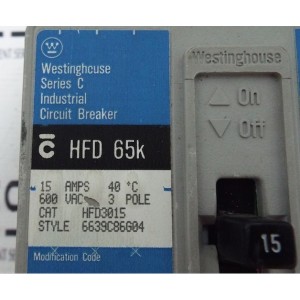 Westinghouse
Series C
Industrial
Circuit Breaker
C HFD 65k
15 AMPS 40 °C
600 VAC 3 POLE
CAT HFD3015
STYLE 6639C86G04
Modification Code
Westinghouse
On
Off
15